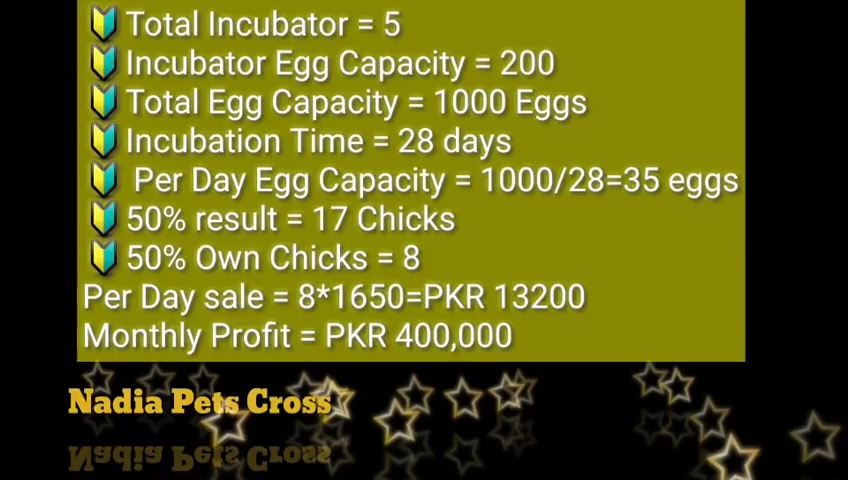 🔰 Total Incubator = 5
🔰 Incubator Egg Capacity = 200
🔰 Total Egg Capacity = 1000 Eggs
🔰 Incubation Time = 28 days
🔰 Per Day Egg Capacity = 1000/28=35 eggs
🔰 50% result = 17 Chicks
🔰 50% Own Chicks = 8
Per Day sale = 8*1650=PKR 13200
Monthly Profit = PKR 400,000
Nadia Pets Cross